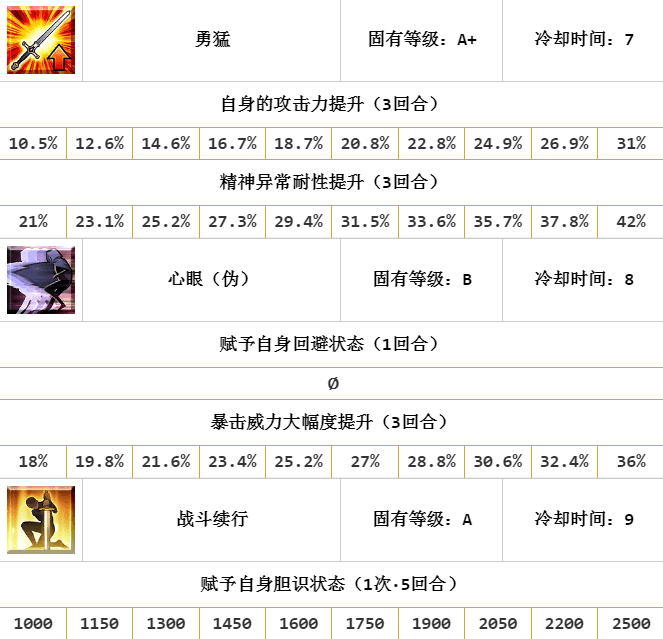 勇猛 固有等级：A+ 冷却时间：7
自身的攻击力提升（3回合）
10.5% 12.6% 14.6% 16.7% 18.7% 20.8% 22.8% 24.9% 26.9% 31%
精神异常耐性提升（3回合）
21% 23.1% 25.2% 27.3% 29.4% 31.5% 33.6% 35.7% 37.8% 42%
心眼（伪） 固有等级：B 冷却时间：8
赋予自身回避状态（1回合）
Ø
暴击威力大幅度提升（3回合）
18% 19.8% 21.6% 23.4% 25.2% 27% 28.8% 30.6% 32.4% 36%
战斗续行 固有等级：A 冷却时间：9
赋予自身胆识状态（1次·5回合）
1000 1150 1300 1450 1600 1750 1900 2050 2200 2500